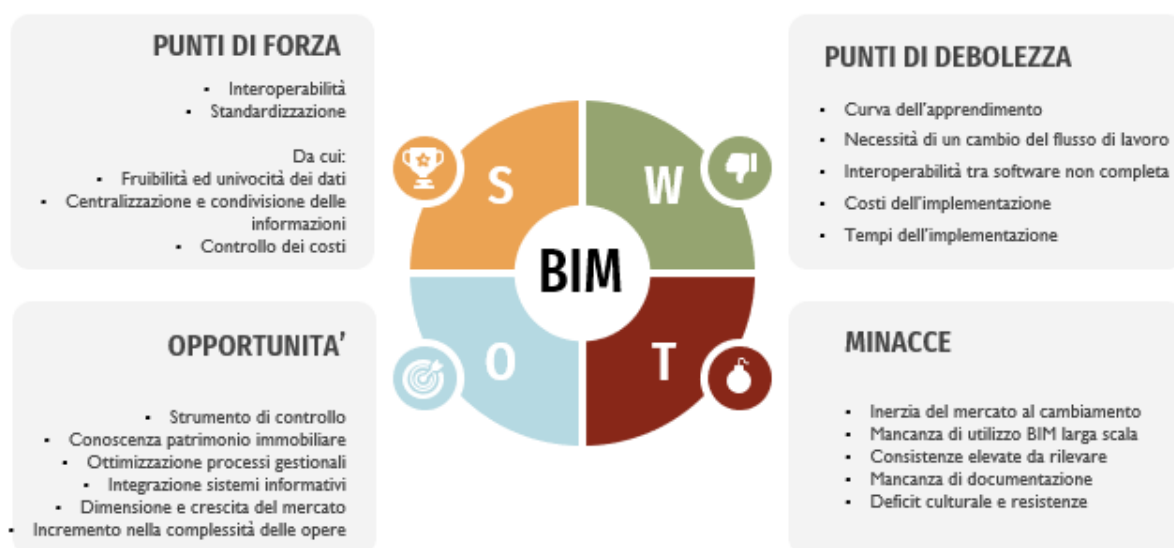 PUNTI DI FORZA
▪ Interoperabilità
▪ Standardizzazione
Da cui:
▪ Fruibilità ed univocità dei dati
▪ Centralizzazione e condivisione delle
informazioni
▪ Controllo dei costi
PUNTI DI DEBOLEZZA
▪ Curva dell'apprendimento
▪ Necessità di un cambio del flusso di lavoro
▪ Interoperabilità tra software non completa
▪ Costi dell'implementazione
▪ Tempi dell'implementazione
S
W
BIM
O
T
OPPORTUNITA'
▪ Strumento di controllo
▪ Conoscenza patrimonio immobiliare
▪ Ottimizzazione processi gestionali
▪ Integrazione sistemi informativi
▪ Dimensione e crescita del mercato
▪ Incremento nella complessità delle opere
MINACCE
▪ Inerzia del mercato al cambiamento
▪ Mancanza di utilizzo BIM larga scala
▪ Consistenze elevate da rilevare
▪ Mancanza di documentazione
▪ Deficit culturale e resistenze